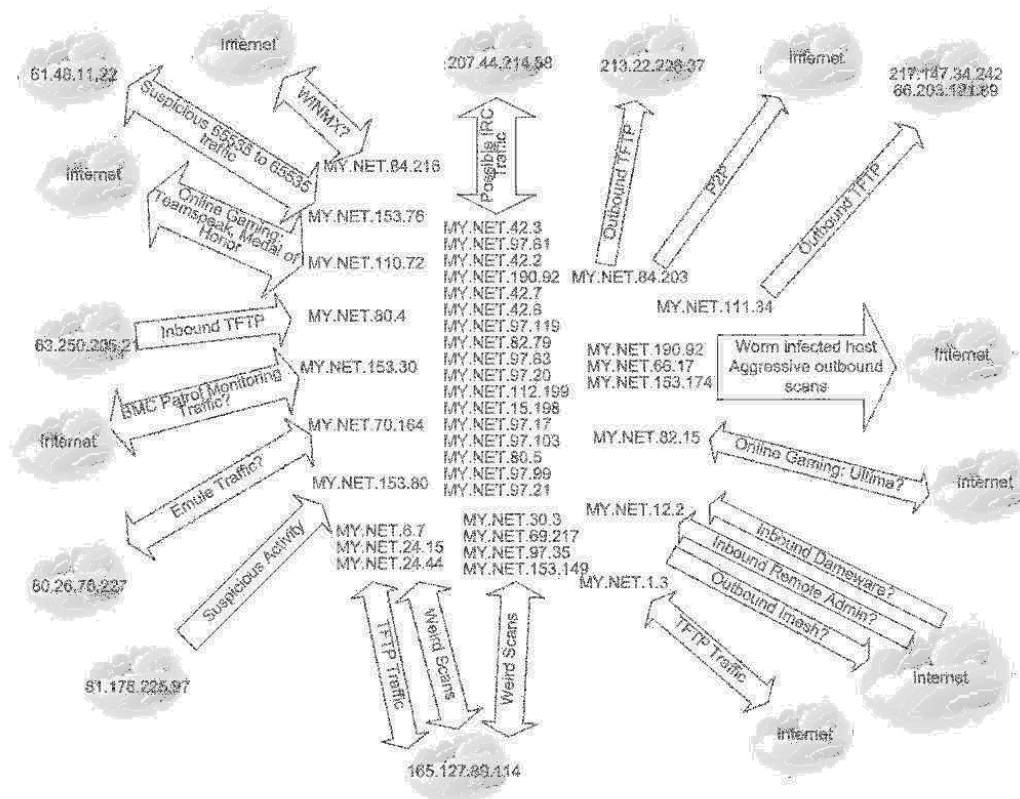 Internet
61.48.11.22
207.44.214.58
213.22.226.37
Internet
217.147.34.242
66.203.121.69
WINMX?
Suspicious 65535 to 65535
traffic
Possible IRC
Traffic
Outbound TFTP
P2P
Outbound TFTP
Internet
MY.NET.84.216
Online Gaming:
Teamspeak, Medal of
Honor
MY.NET.153.76
MY.NET.110.72
MY.NET.42.3
MY.NET.97.61
MY.NET.42.2
MY.NET.190.92
MY.NET.42.7
MY.NET.42.6
MY.NET.97.119
MY.NET.82.79
MY.NET.97.63
MY.NET.97.20
MY.NET.112.199
MY.NET.15.198
MY.NET.97.17
MY.NET.97.103
MY.NET.80.5
MY.NET.97.99
MY.NET.97.21
MY.NET.84.203
MY.NET.111.34
Inbound TFTP
MY.NET.80.4
MY.NET.190.92
MY.NET.66.17
MY.NET.153.174
Worm infected host
Aggressive outbound
scans
Internet
BMC Patrol Monitoring
Traffic?
MY.NET.153.30
Internet
MY.NET.70.164
MY.NET.82.15
Online Gaming: Ultima?
Internet
Emule Traffic?
MY.NET.153.80
MY.NET.12.2
80.26.76.227
Suspicious Activity
MY.NET.6.7
MY.NET.24.15
MY.NET.24.44
MY.NET.30.3
MY.NET.69.217
MY.NET.97.35
MY.NET.153.149
MY.NET.1.3
Inbound Dameware?
Inbound Remote Admin?
Outbound Imesh?
TFTP Traffic
Weird Scans
Weird Scans
TFTP Traffic
81.178.225.97
Internet
Internet
165.127.89.114